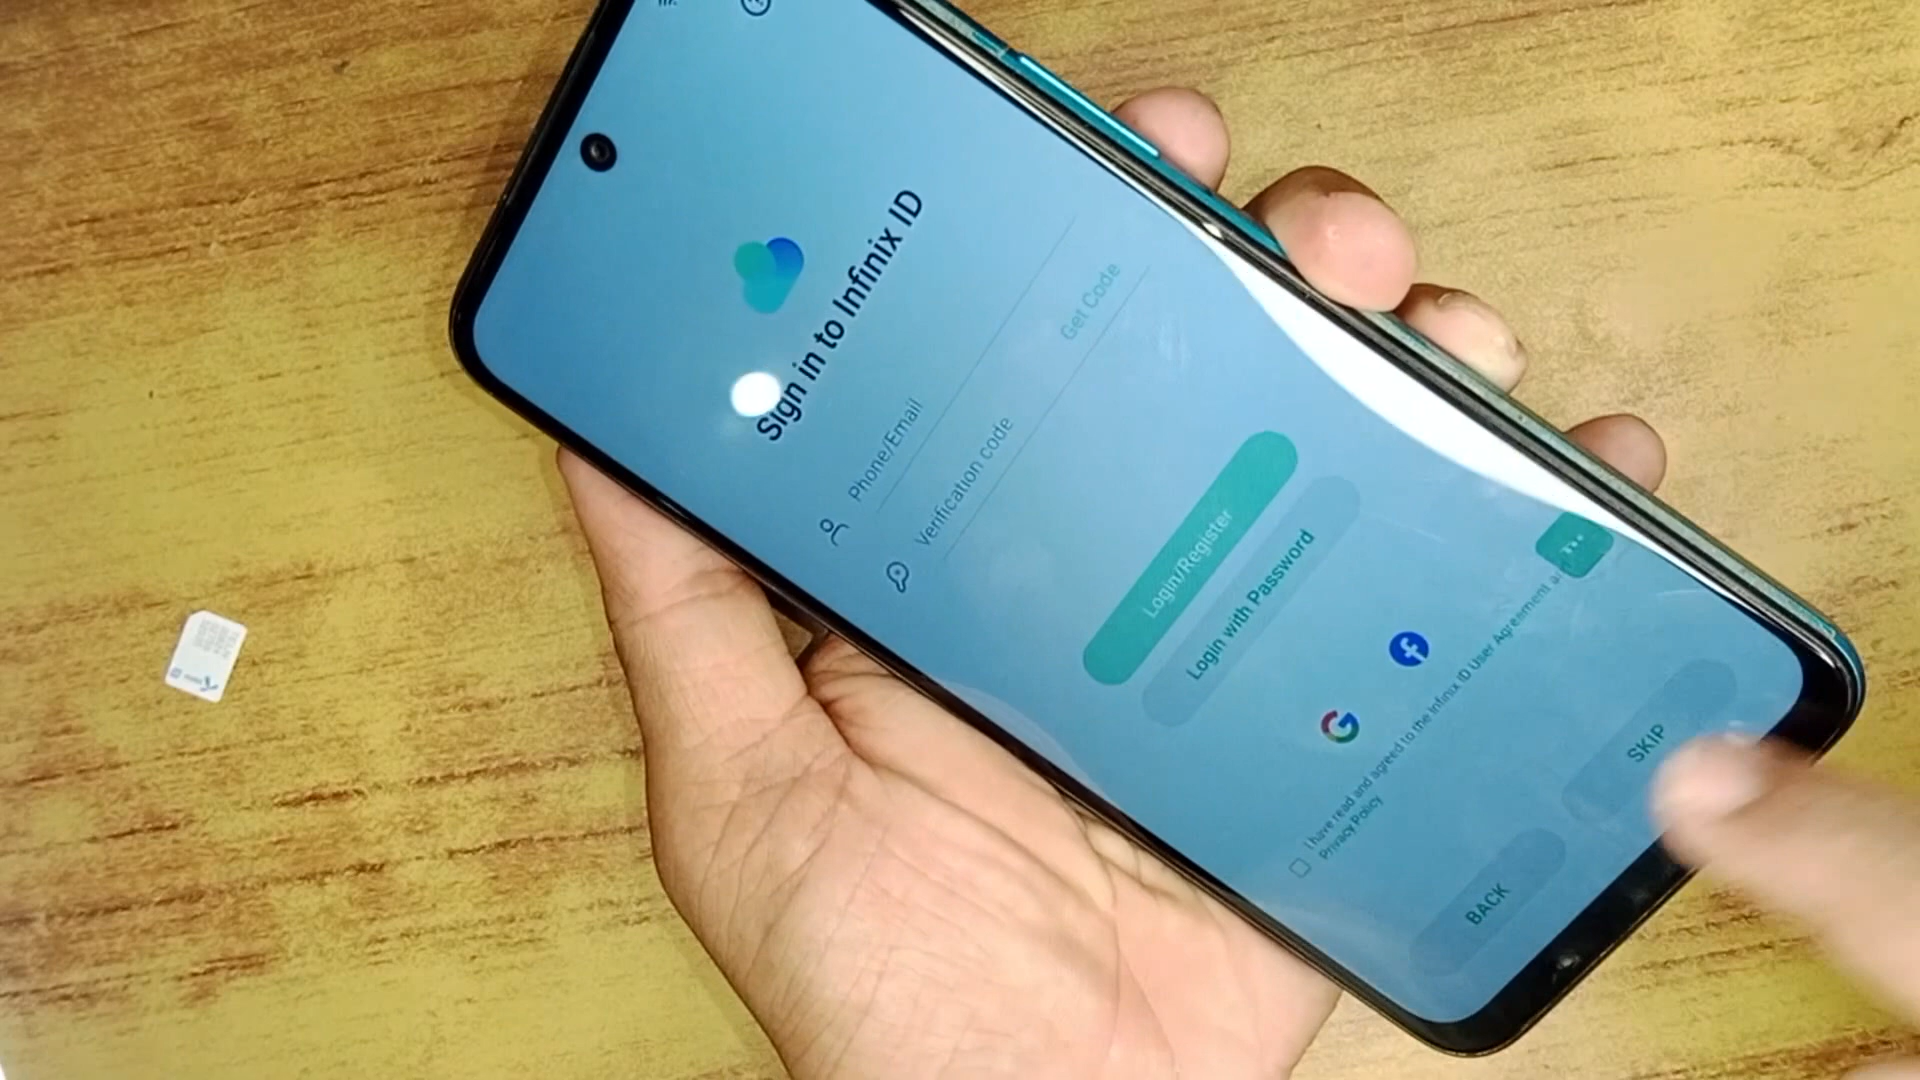 Sign in to Infinix ID
Phone/Email
Verification code
Get Code
Login/Register
Login with Password
I have read and agreed to the Infinix ID User Agreement and
Privacy Policy
BACK
SKIP